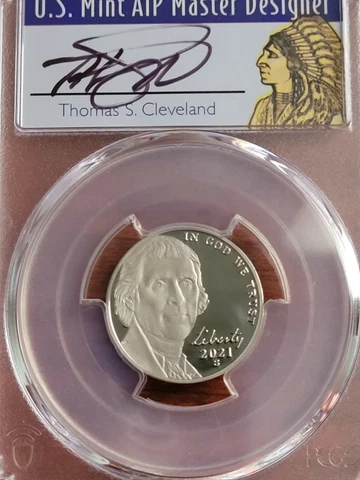 U.S. Mint AIP Master Designer
Thomas S. Cleveland
IN GOD WE TRUST
Liberty
2021
S